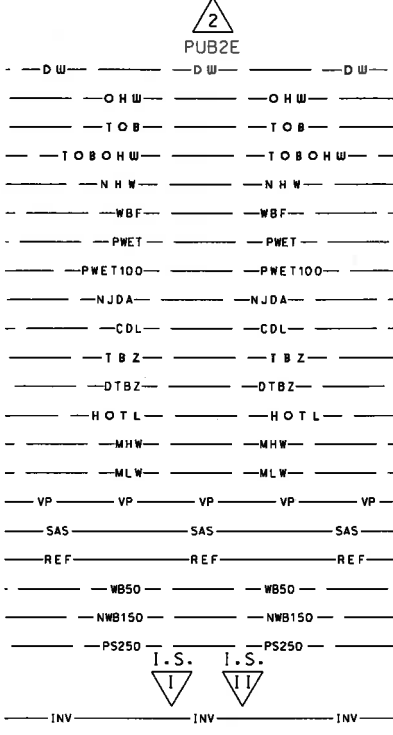 2
PUB2E
DW DW DW
OHW OHW
TOB TOB
TOBOHW TOBOHW
NHW NHW
WBF WBF
PWET PWET
PWET100 PWET100
NJDA NJDA
CDL CDL
TBZ TBZ
DTBZ DTBZ
HOTL HOTL
MHW MHW
MLW MLW
VP VP VP VP VP
SAS SAS SAS
REF REF REF
WB50 WB50
NWB150 NWB150
PS250 PS250
I.S. I.S.
I II
INV INV INV